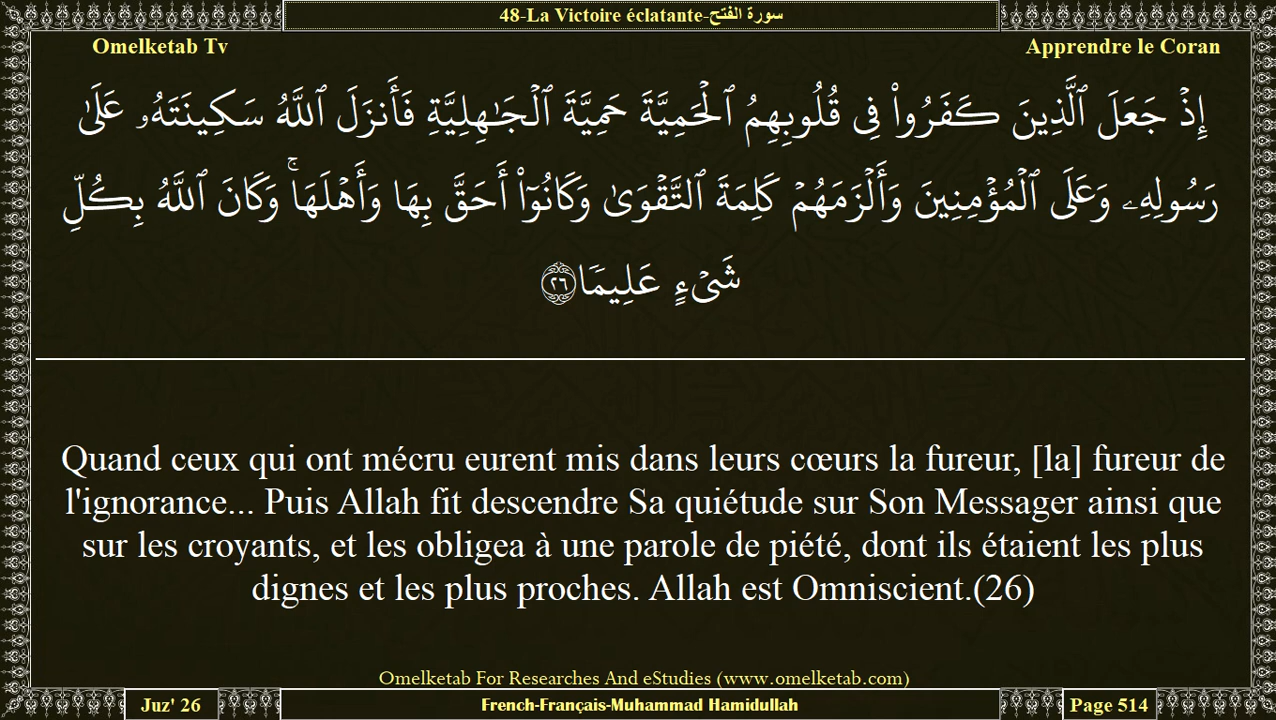 48-La Victoire éclatante-سورة الفتح
Omelketab Tv
Apprendre le Coran
إِذۡ جَعَلَ ٱلَّذِينَ كَفَرُواْ فِي قُلُوبِهِمُ ٱلۡحَمِيَّةَ حَمِيَّةَ ٱلۡجَٰهِلِيَّةِ فَأَنزَلَ ٱللَّهُ سَكِينَتَهُۥ عَلَىٰ
رَسُولِهِۦ وَعَلَى ٱلۡمُؤۡمِنِينَ وَأَلۡزَمَهُمۡ كَلِمَةَ ٱلتَّقۡوَىٰ وَكَانُوٓاْ أَحَقَّ بِهَا وَأَهۡلَهَاۚ وَكَانَ ٱللَّهُ بِكُلِّ
شَيۡءٍ عَلِيمٗا ٢٦
Quand ceux qui ont mécru eurent mis dans leurs cœurs la fureur, [la] fureur de
l'ignorance... Puis Allah fit descendre Sa quiétude sur Son Messager ainsi que
sur les croyants, et les obligea à une parole de piété, dont ils étaient les plus
dignes et les plus proches. Allah est Omniscient.(26)
Omelketab For Researches And eStudies (www.omelketab.com)
Juz' 26
French-Français-Muhammad Hamidullah
Page 514